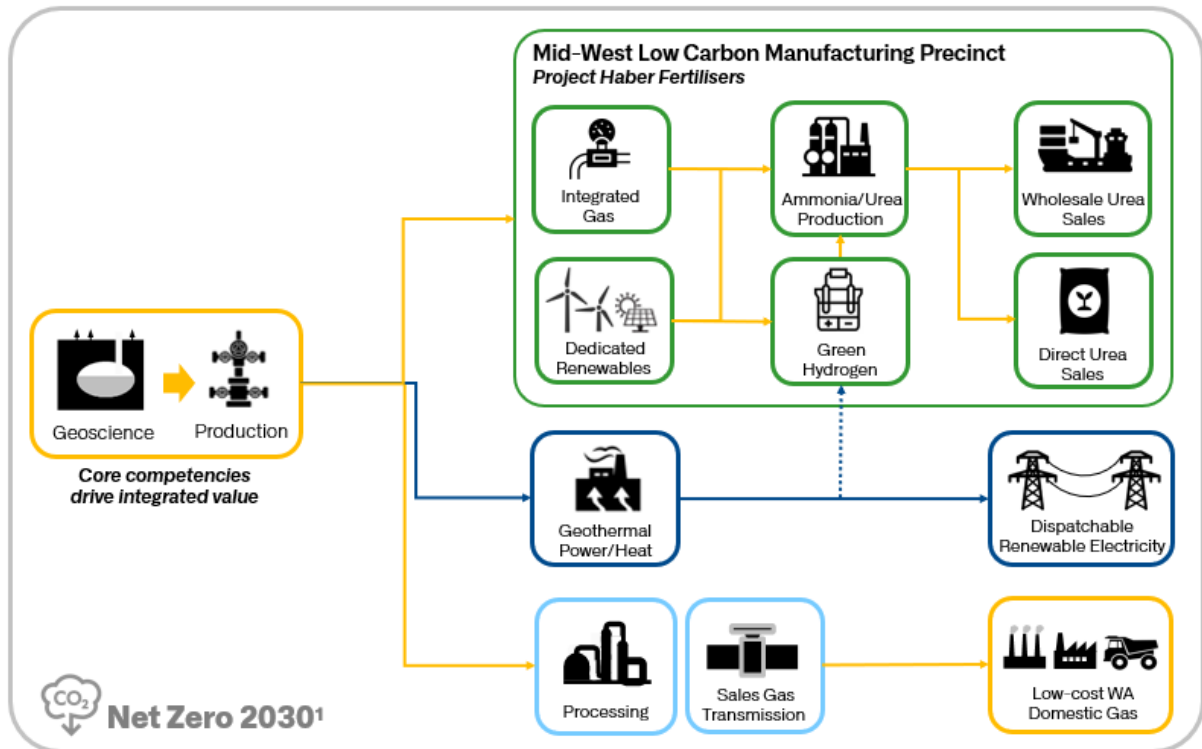 Mid-West Low Carbon Manufacturing Precinct
Project Haber Fertilisers
Integrated
Gas
Ammonia/Urea
Production
Wholesale Urea
Sales
Dedicated
Renewables
Green
Hydrogen
Direct Urea
Sales
Geoscience
Production
Core competencies
drive integrated value
Geothermal
Power/Heat
Dispatchable
Renewable Electricity
Processing
Sales Gas
Transmission
Low-cost WA
Domestic Gas
CO₂
Net Zero 2030¹